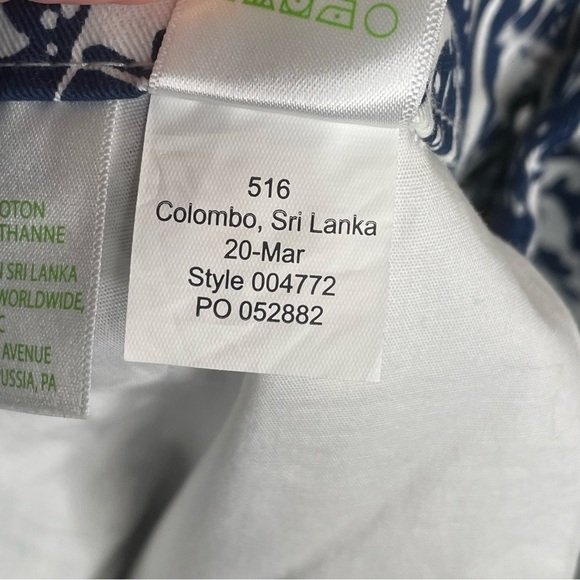 516
Colombo, Sri Lanka
20-Mar
Style 004772
PO 052882
SRI LANKA
WORLDWIDE,
AVENUE
PA